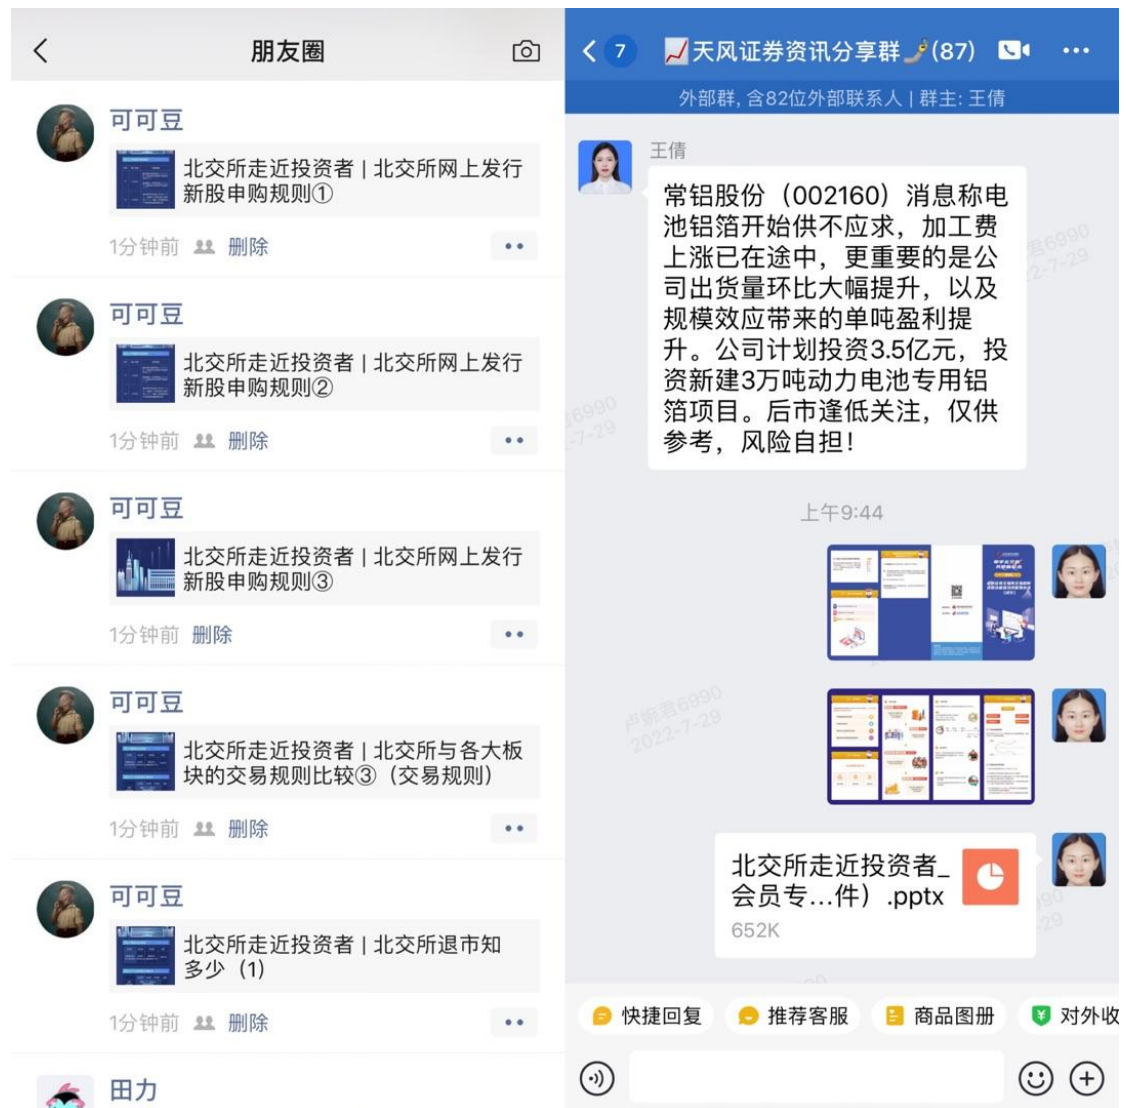 朋友圈
可可豆
北交所走近投资者 | 北交所网上发行
新股申购规则①
1分钟前 删除
可可豆
北交所走近投资者 | 北交所网上发行
新股申购规则②
1分钟前 删除
可可豆
北交所走近投资者 | 北交所网上发行
新股申购规则③
1分钟前 删除
可可豆
北交所走近投资者 | 北交所与各大板
块的交易规则比较③（交易规则）
1分钟前 删除
可可豆
北交所走近投资者 | 北交所退市知
多少（1）
1分钟前 删除
田力
7 天风证券资讯分享群 (87)
外部群, 含82位外部联系人 | 群主: 王倩
王倩
常铝股份（002160）消息称电
池铝箔开始供不应求，加工费
上涨已在途中，更重要的是公
司出货量环比大幅提升，以及
规模效应带来的单吨盈利提
升。公司计划投资3.5亿元，投
资新建3万吨动力电池专用铝
箔项目。后市逢低关注，仅供
参考，风险自担！
上午9:44
2022-7-29
北交所走近投资者_
会员专...件）.pptx
652K
快捷回复 推荐客服 商品图册 对外收